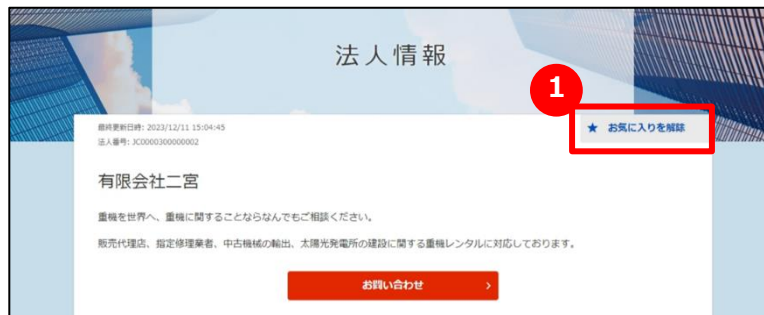 法人情報
1
★ お気に入りを解除
最終更新日時: 2023/12/11 15:04:45
法人番号: JC0000300000002
有限会社二宮
重機を世界へ、重機に関することならなんでもご相談ください。
販売代理店、指定修理業者、中古機械の輸出、太陽光発電所の建設に関する重機レンタルに対応しております。
お問い合わせ